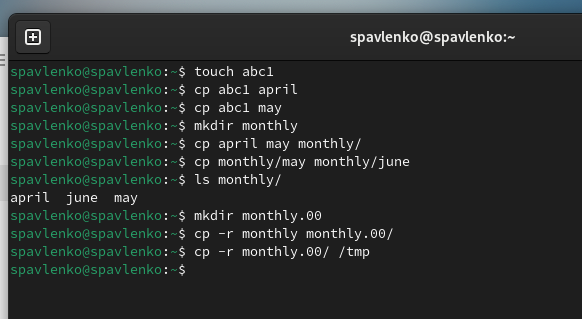 spavlenko@spavlenko:~
spavlenko@spavlenko:~$ touch abc1
spavlenko@spavlenko:~$ cp abc1 april
spavlenko@spavlenko:~$ cp abc1 may
spavlenko@spavlenko:~$ mkdir monthly
spavlenko@spavlenko:~$ cp april may monthly/
spavlenko@spavlenko:~$ cp monthly/may monthly/june
spavlenko@spavlenko:~$ ls monthly/
april  june  may
spavlenko@spavlenko:~$ mkdir monthly.00
spavlenko@spavlenko:~$ cp -r monthly monthly.00/
spavlenko@spavlenko:~$ cp -r monthly.00/ /tmp
spavlenko@spavlenko:~$